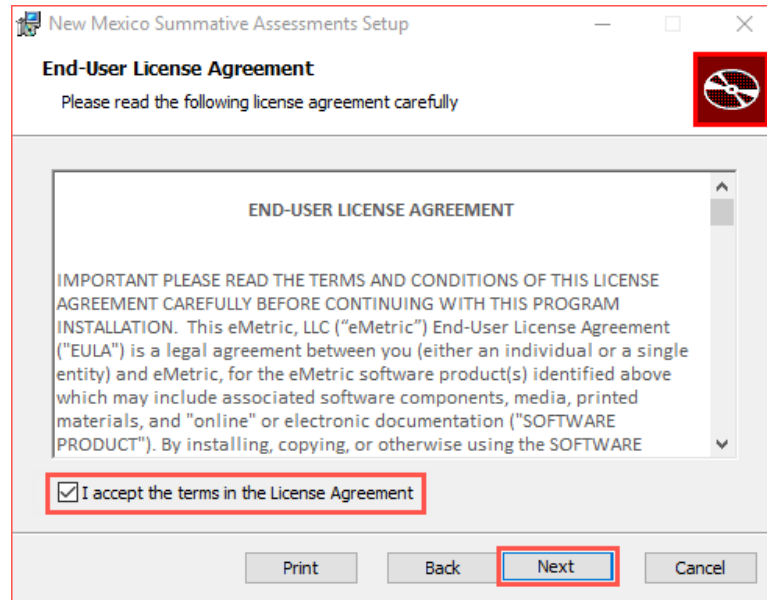 New Mexico Summative Assessments Setup
End-User License Agreement
Please read the following license agreement carefully
END-USER LICENSE AGREEMENT
IMPORTANT PLEASE READ THE TERMS AND CONDITIONS OF THIS LICENSE
AGREEMENT CAREFULLY BEFORE CONTINUING WITH THIS PROGRAM
INSTALLATION. This eMetric, LLC (“eMetric”) End-User License Agreement
("EULA") is a legal agreement between you (either an individual or a single
entity) and eMetric, for the eMetric software product(s) identified above
which may include associated software components, media, printed
materials, and "online" or electronic documentation ("SOFTWARE
PRODUCT"). By installing, copying, or otherwise using the SOFTWARE
I accept the terms in the License Agreement
Print Back Next Cancel